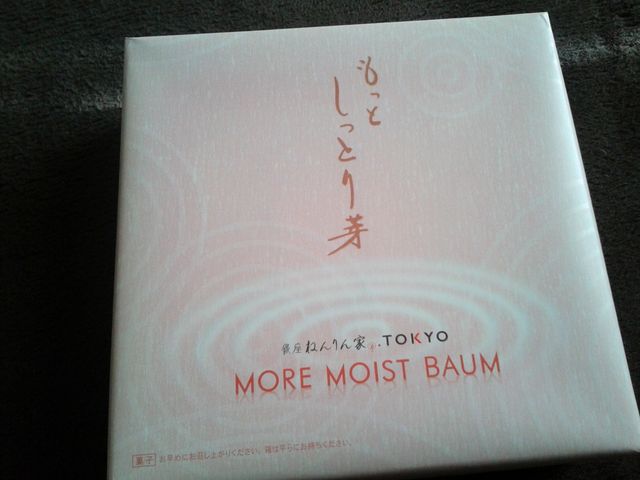 もっと
しっとり芽
銀座ねんりん家 .TOKYO
MORE MOIST BAUM
菓子 お早めにお召し上がりください。箱は平らにお持ちください。